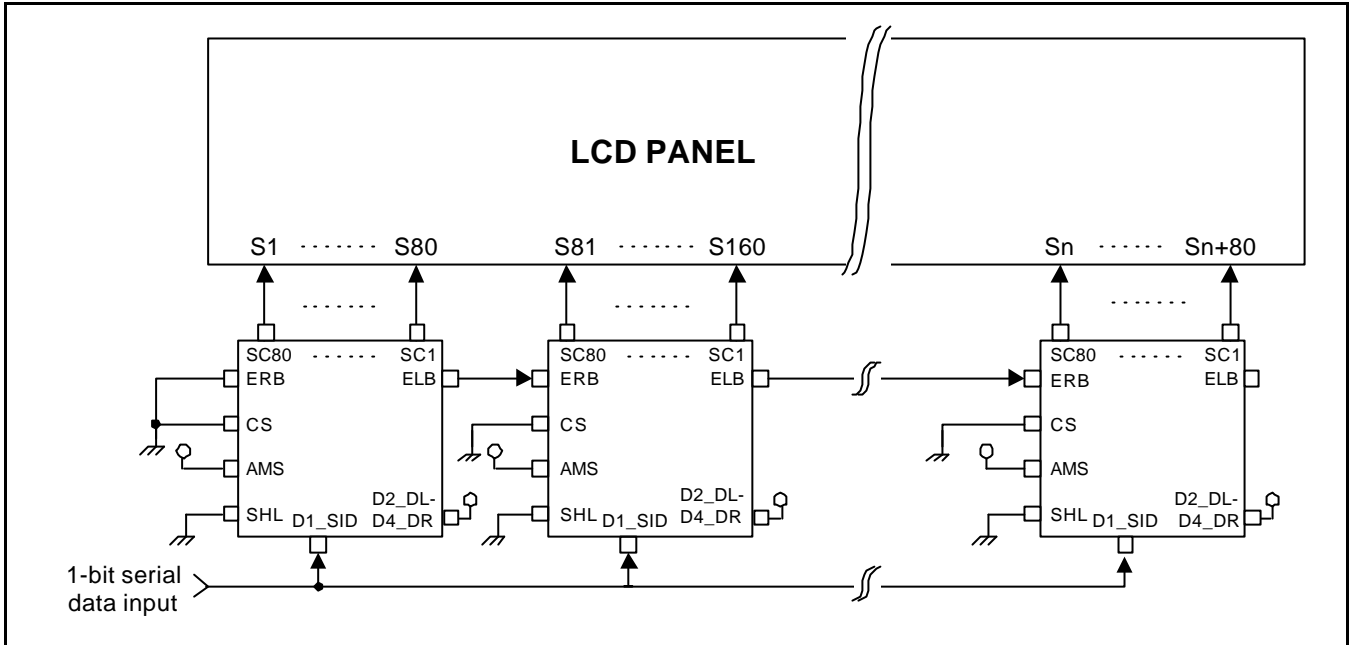 LCD PANEL
S1 ······· S80 S81 ······· S160 Sn ······ Sn+80
······· ······· ·······
SC80 ······ SC1 SC80 ······ SC1 SC80 ······ SC1
ERB ELB ERB ELB ERB ELB
CS CS CS
AMS AMS AMS
D2_DL- D2_DL- D2_DL-
SHL D1_SID D4_DR SHL D1_SID D4_DR SHL D1_SID D4_DR
1-bit serial
data input